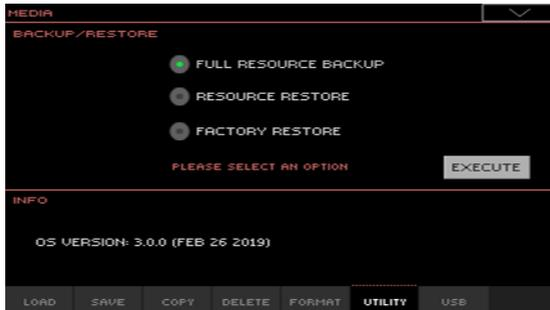 MEDIA
BACKUP/RESTORE
FULL RESOURCE BACKUP
RESOURCE RESTORE
FACTORY RESTORE
PLEASE SELECT AN OPTION
EXECUTE
INFO
OS VERSION: 3.0.0 (FEB 26 2019)
LOAD SAVE COPY DELETE FORMAT UTILITY USB